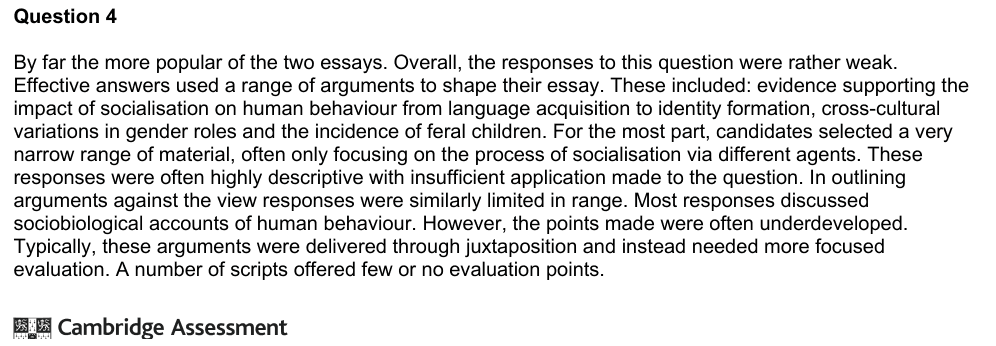 Question 4
By far the more popular of the two essays. Overall, the responses to this question were rather weak.
Effective answers used a range of arguments to shape their essay. These included: evidence supporting the
impact of socialisation on human behaviour from language acquisition to identity formation, cross-cultural
variations in gender roles and the incidence of feral children. For the most part, candidates selected a very
narrow range of material, often only focusing on the process of socialisation via different agents. These
responses were often highly descriptive with insufficient application made to the question. In outlining
arguments against the view responses were similarly limited in range. Most responses discussed
sociobiological accounts of human behaviour. However, the points made were often underdeveloped.
Typically, these arguments were delivered through juxtaposition and instead needed more focused
evaluation. A number of scripts offered few or no evaluation points.
Cambridge Assessment